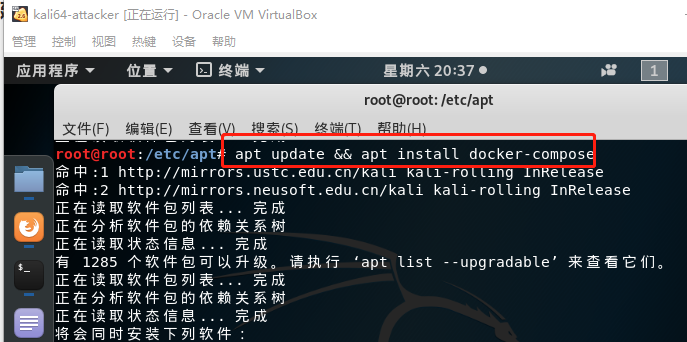 kali64-attacker [正在运行] - Oracle VM VirtualBox
管理 控制 视图 热键 设备 帮助
应用程序 位置 终端 星期六 20:37 1
root@root: /etc/apt
文件(F) 编辑(E) 查看(V) 搜索(S) 终端(T) 帮助(H)
root@root:/etc/apt# apt update && apt install docker-compose
命中:1 http://mirrors.ustc.edu.cn/kali kali-rolling InRelease
命中:2 http://mirrors.neusoft.edu.cn/kali kali-rolling InRelease
正在读取软件包列表... 完成
正在分析软件包的依赖关系树
正在读取状态信息... 完成
有 1285 个软件包可以升级。请执行 ‘apt list --upgradable’ 来查看它们。
正在读取软件包列表... 完成
正在分析软件包的依赖关系树
正在读取状态信息... 完成
将会同时安装下列软件：